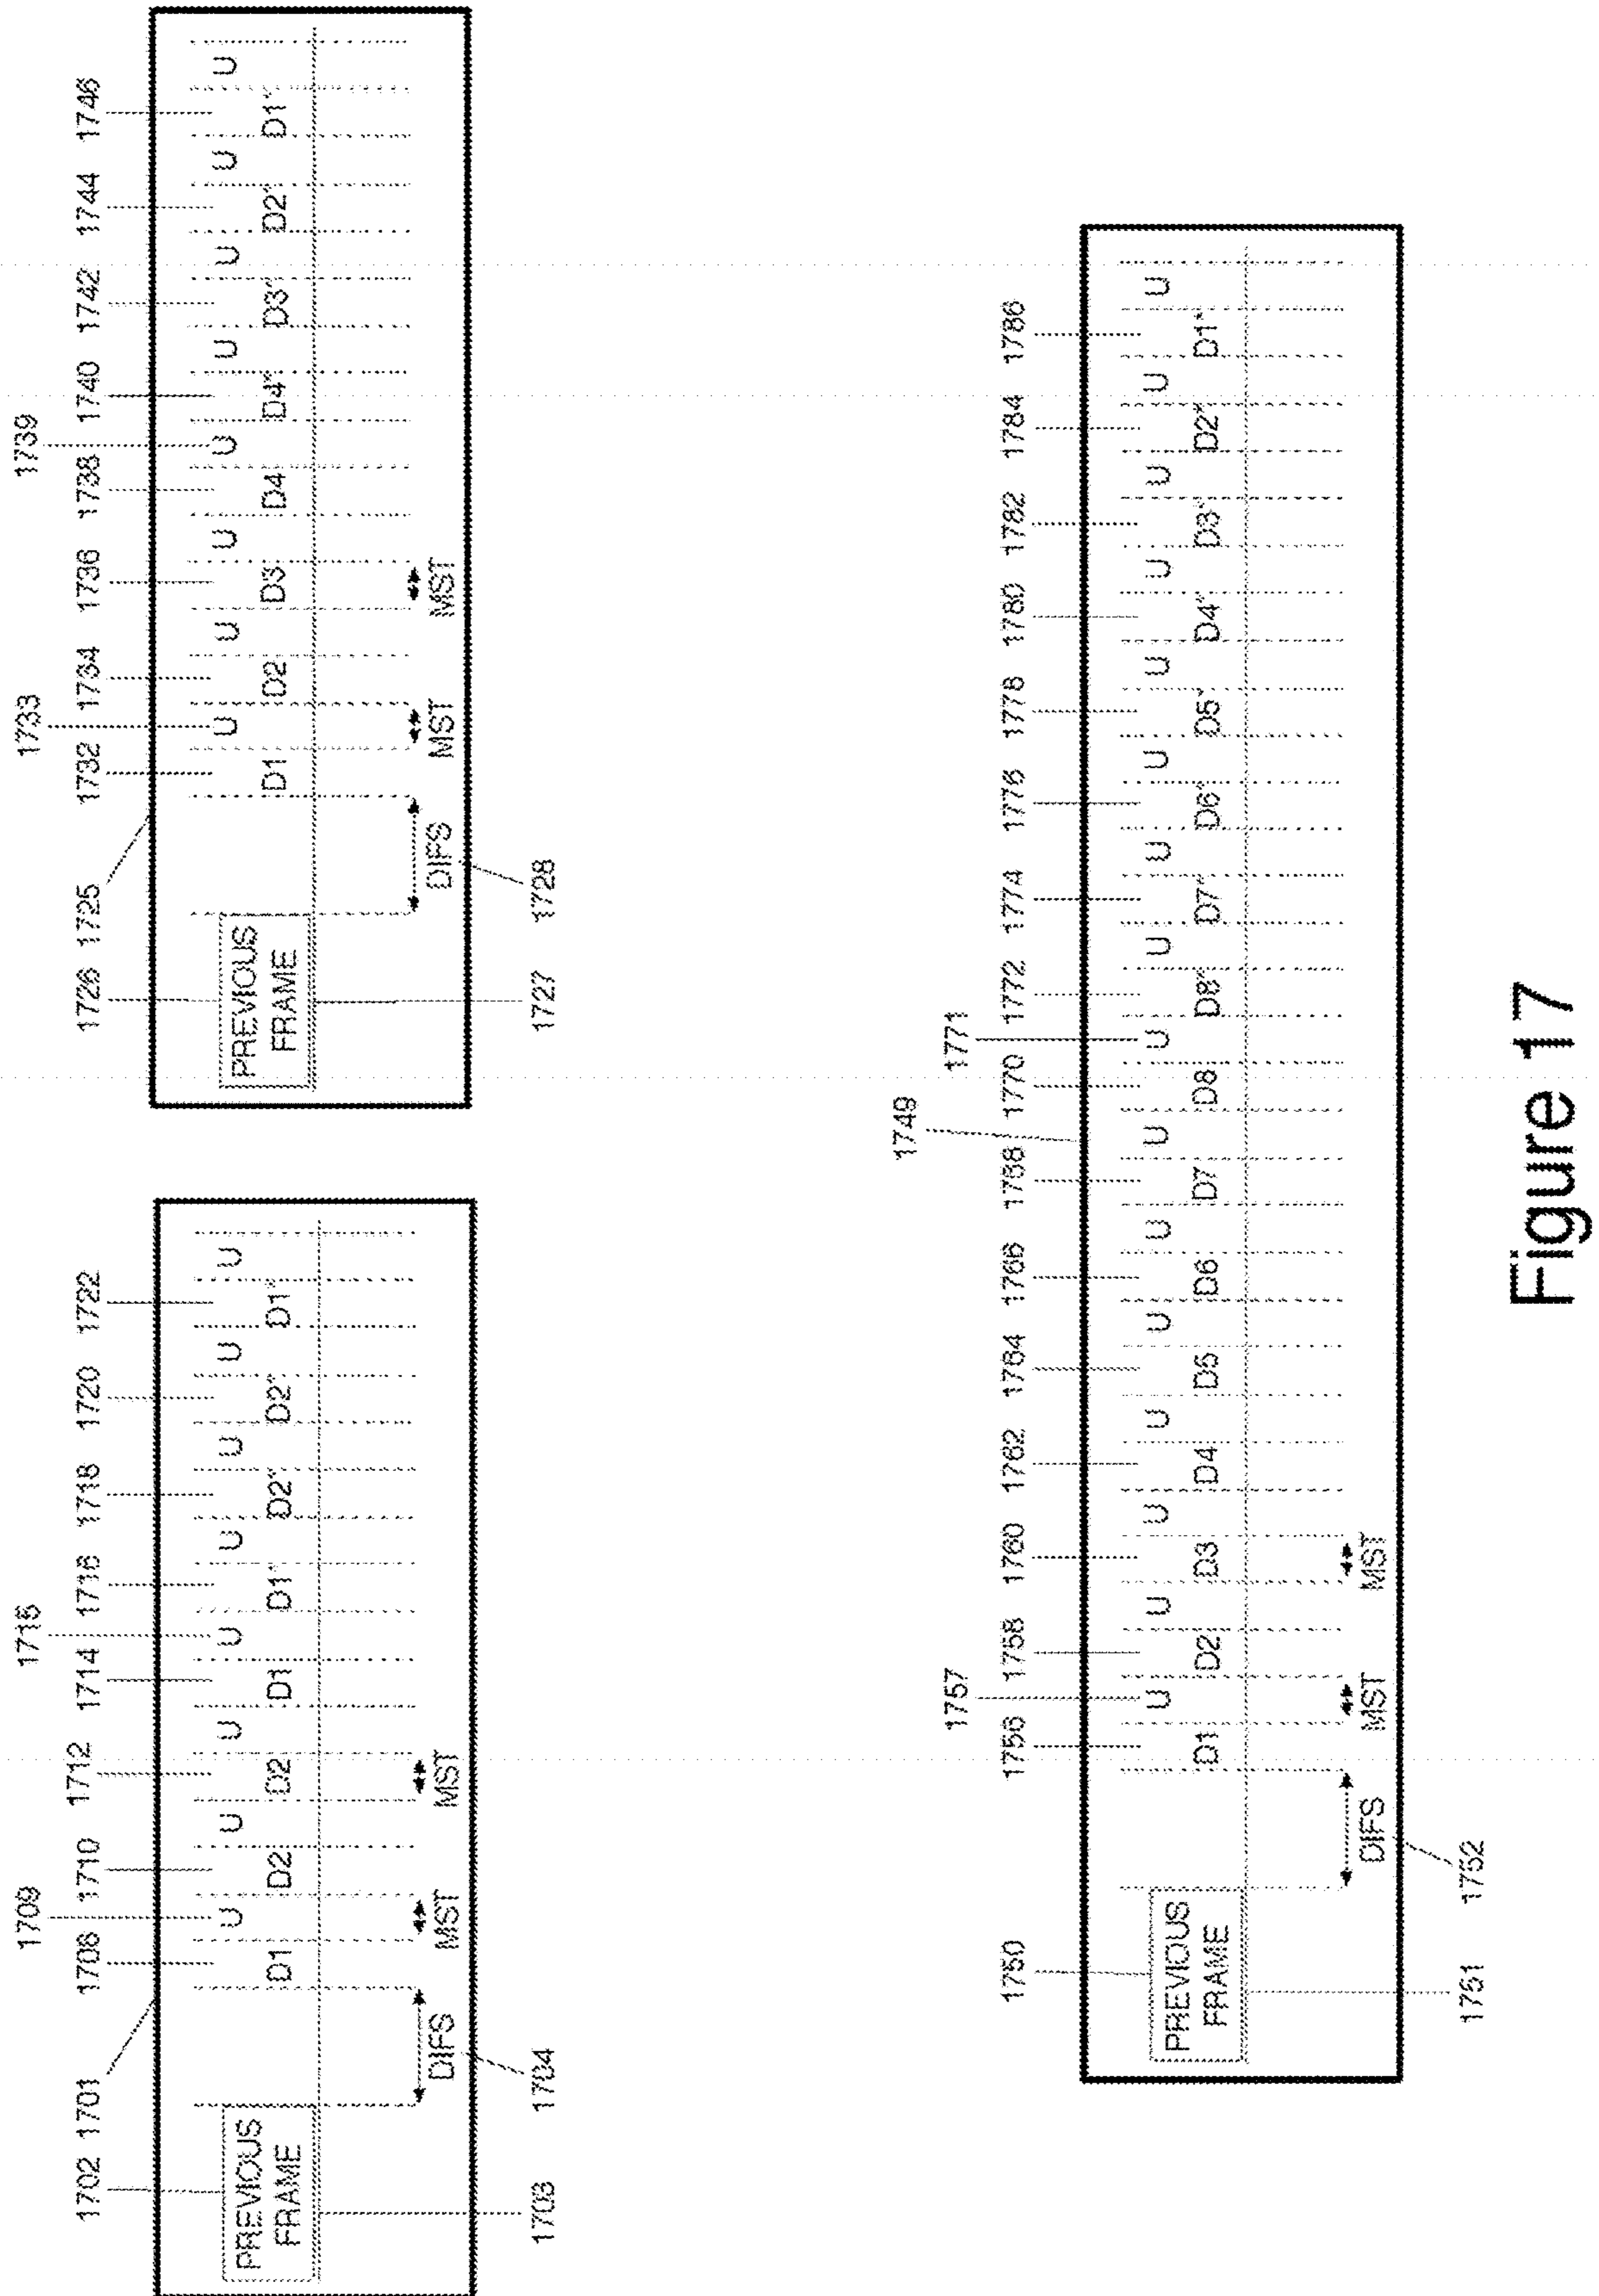 1709 1715
1702 1701 1708 1710 1712 1714 1716 1718 1720 1722
PREVIOUS
FRAME
U U U U U U U U
D1 D2 D2 D1 D1* D2* D2* D1*
DIFS MST MST
1703 1704
1733 1739
1726 1725 1732 1734 1736 1738 1740 1742 1744 1746
PREVIOUS
FRAME
U U U U U U U U
D1 D2 D3 D4 D4* D3* D2* D1*
DIFS MST MST
1727 1728
1749
1757 1771
1750 1756 1758 1760 1762 1764 1766 1768 1770 1772 1774 1776 1778 1780 1782 1784 1786
PREVIOUS
FRAME
U U U U U U U U U U U U U U U U
D1 D2 D3 D4 D5 D6 D7 D8 D8* D7* D6* D5* D4* D3* D2* D1*
DIFS MST MST
1751 1752
Figure 17